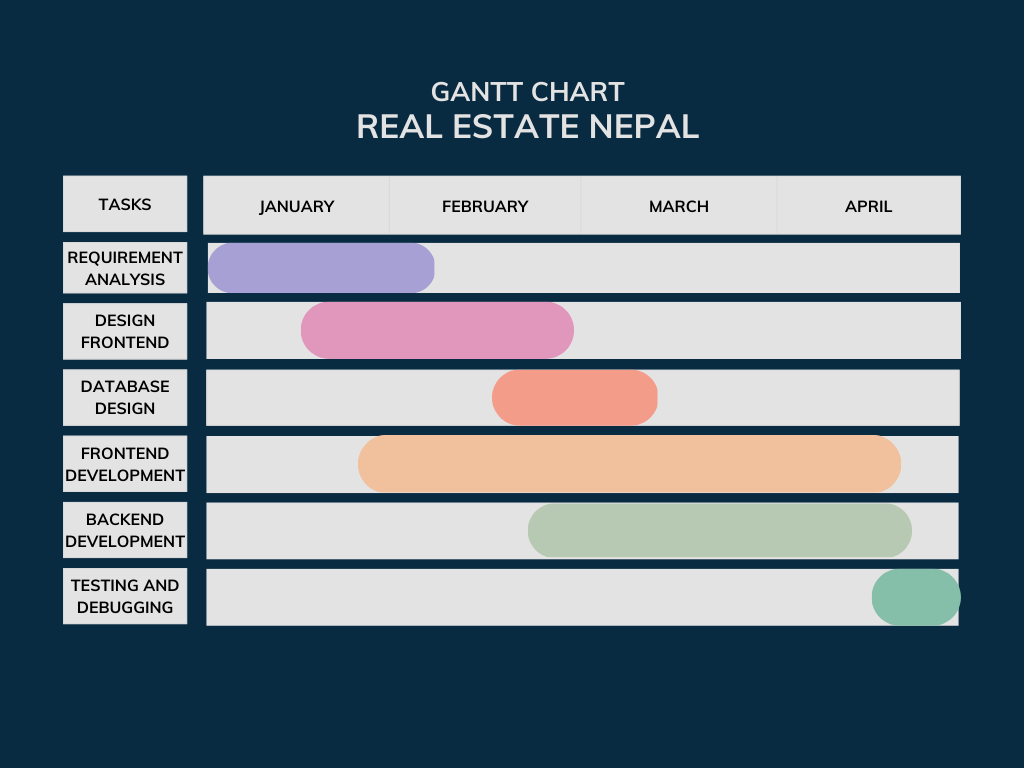 GANTT CHART
REAL ESTATE NEPAL
TASKS
JANUARY
FEBRUARY
MARCH
APRIL
REQUIREMENT
ANALYSIS
DESIGN
FRONTEND
DATABASE
DESIGN
FRONTEND
DEVELOPMENT
BACKEND
DEVELOPMENT
TESTING AND
DEBUGGING